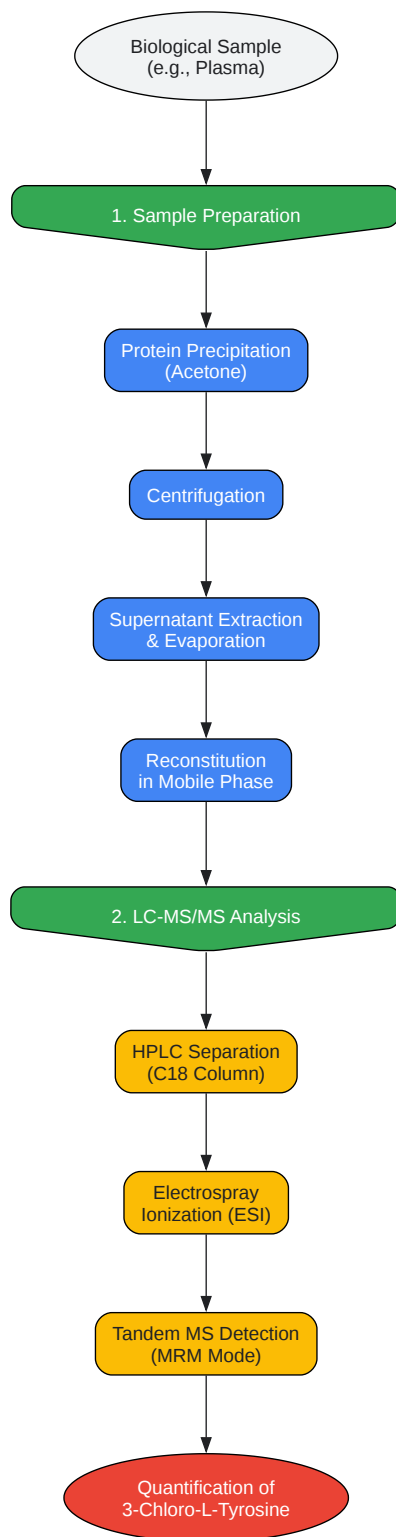 Biological Sample
(e.g., Plasma)
1. Sample Preparation
Protein Precipitation
(Acetone)
Centrifugation
Supernatant Extraction
& Evaporation
Reconstitution
in Mobile Phase
2. LC-MS/MS Analysis
HPLC Separation
(C18 Column)
Electrospray
Ionization (ESI)
Tandem MS Detection
(MRM Mode)
Quantification of
3-Chloro-L-Tyrosine